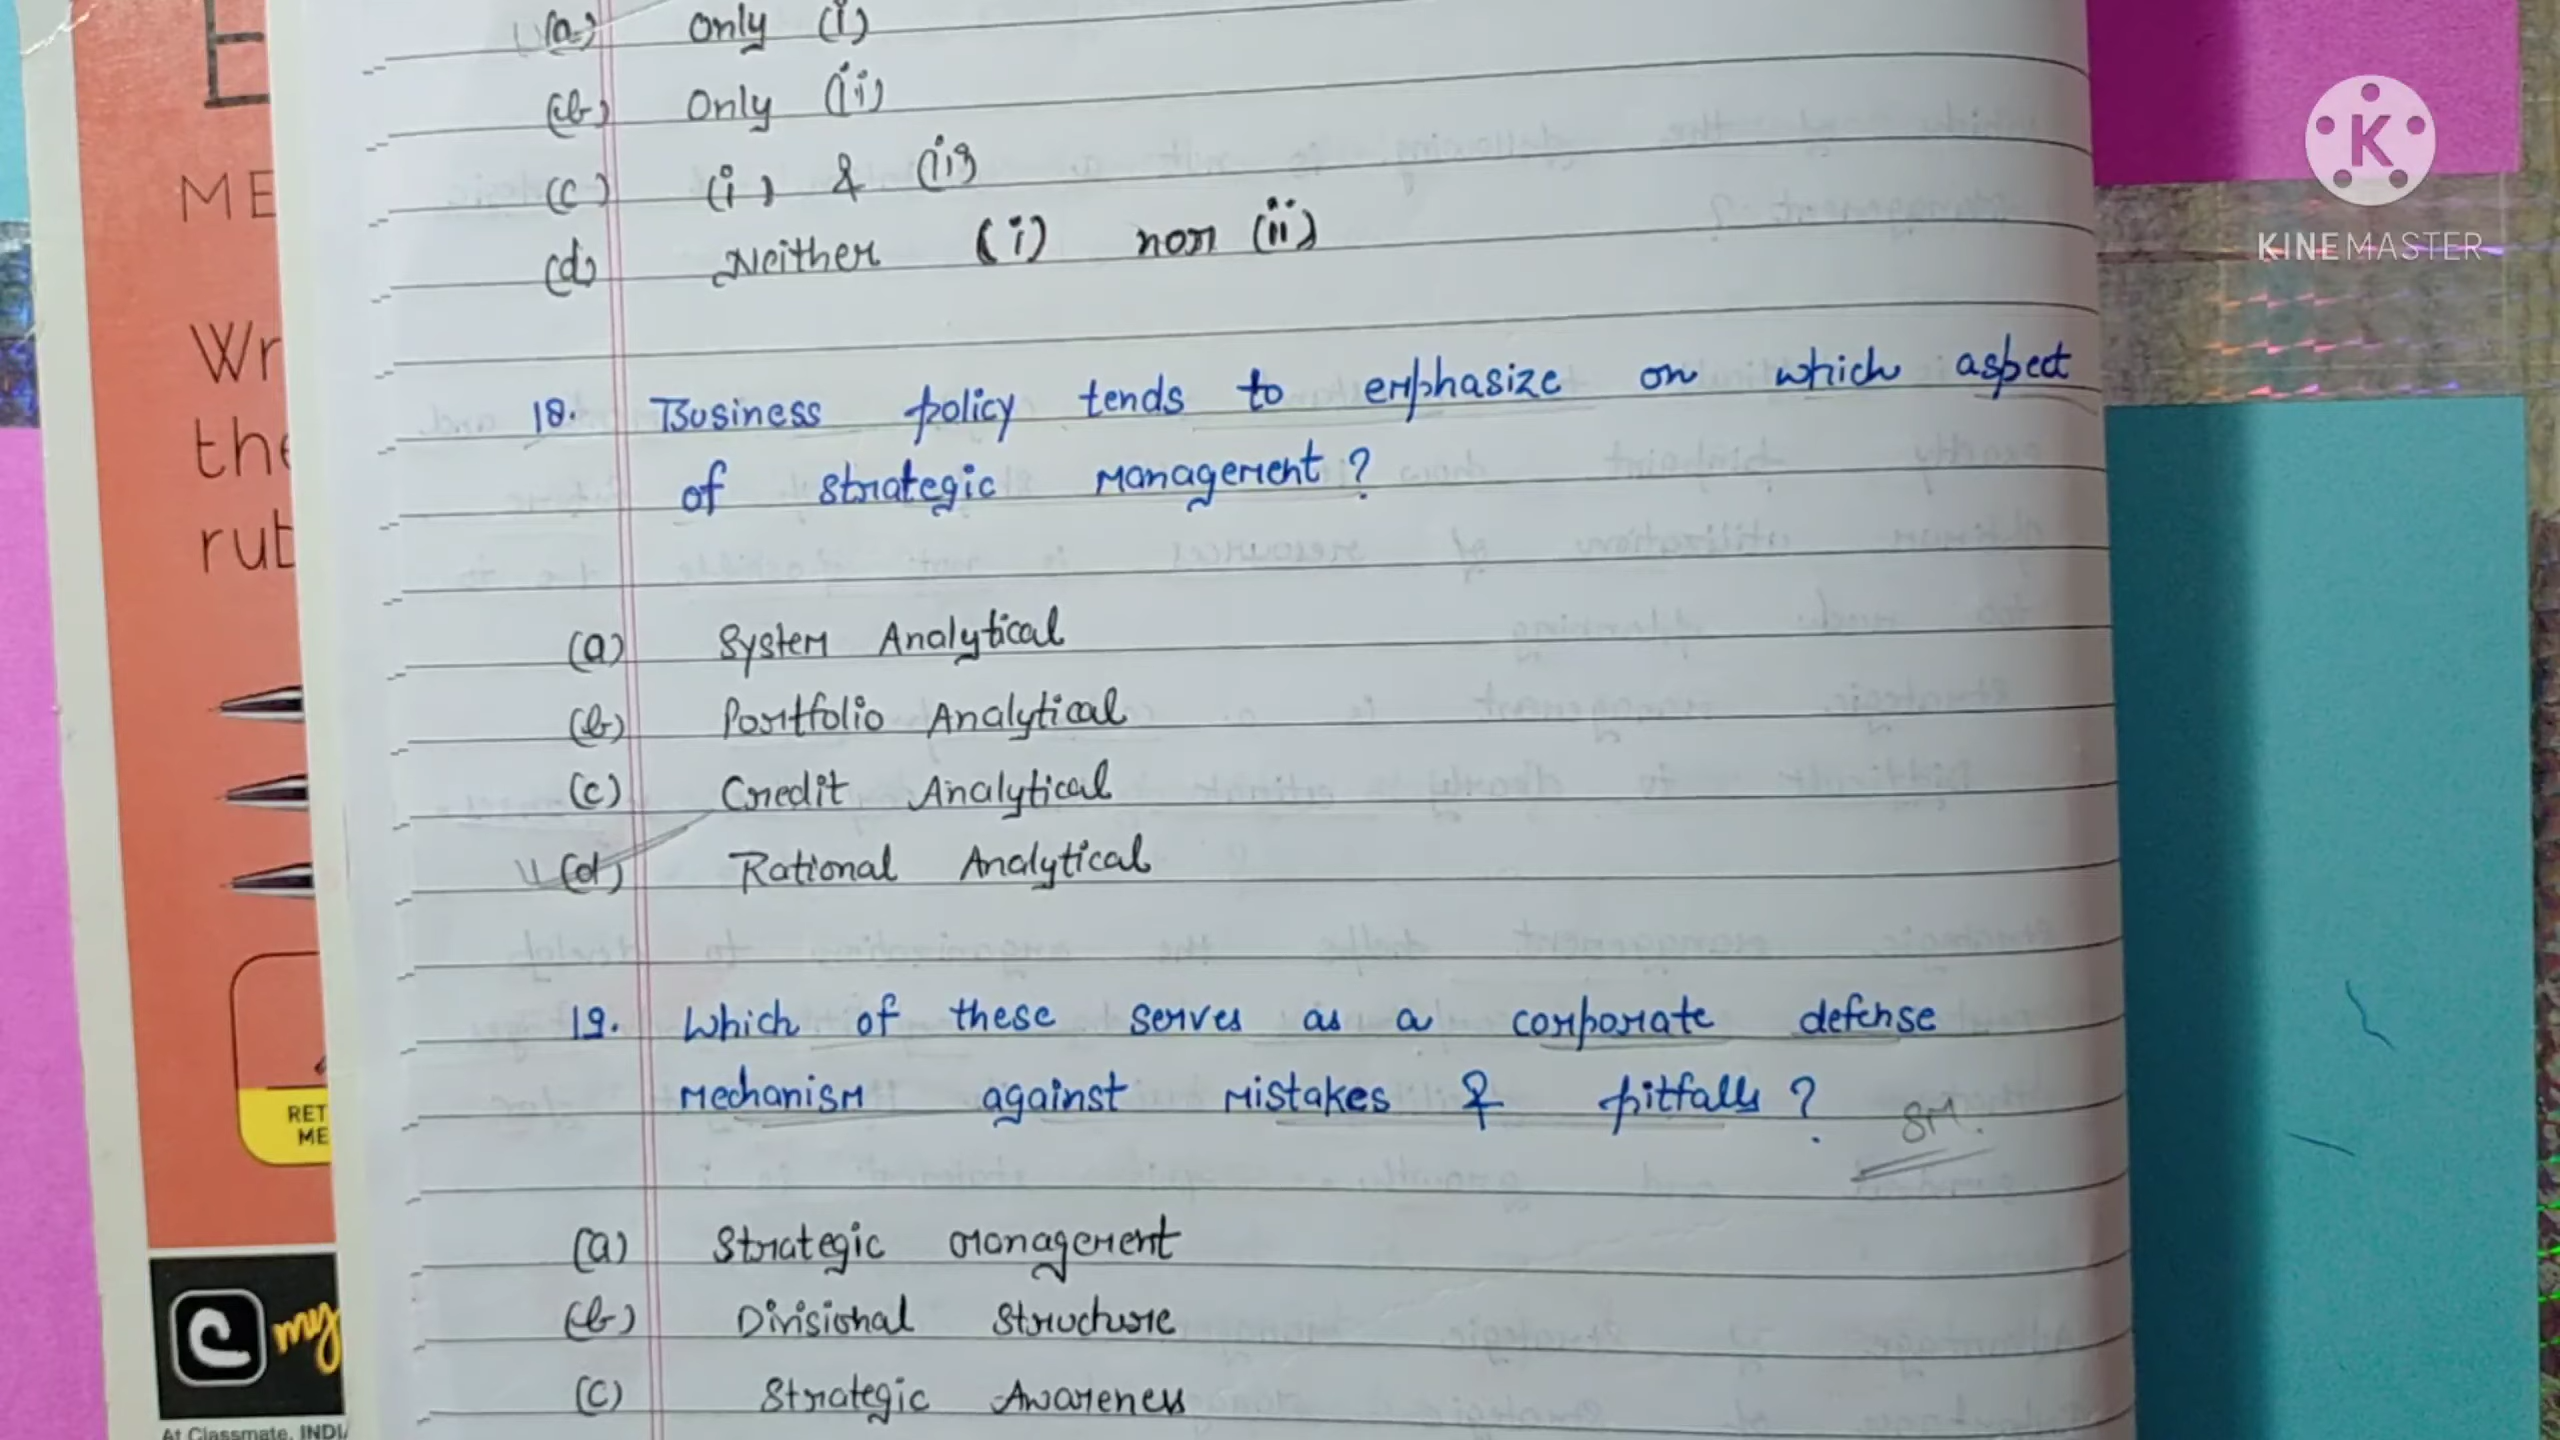 (a) Only (i)
(b) Only (ii)
(c) (i) & (ii)
(d) Neither (i) nor (ii)
18. Business policy tends to emphasize on which aspect
of strategic management?
(a) System Analytical
(b) Portfolio Analytical
(c) Credit Analytical
(d) Rational Analytical
19. Which of these serves as a corporate defense
mechanism against mistakes & pitfalls?
SM.
(a) Strategic management
(b) Divisional Structure
(c) Strategic Awareness
K
KINEMASTER
E
ME
Wr
the
rub
RET
ME
my
At Classmate, INDI